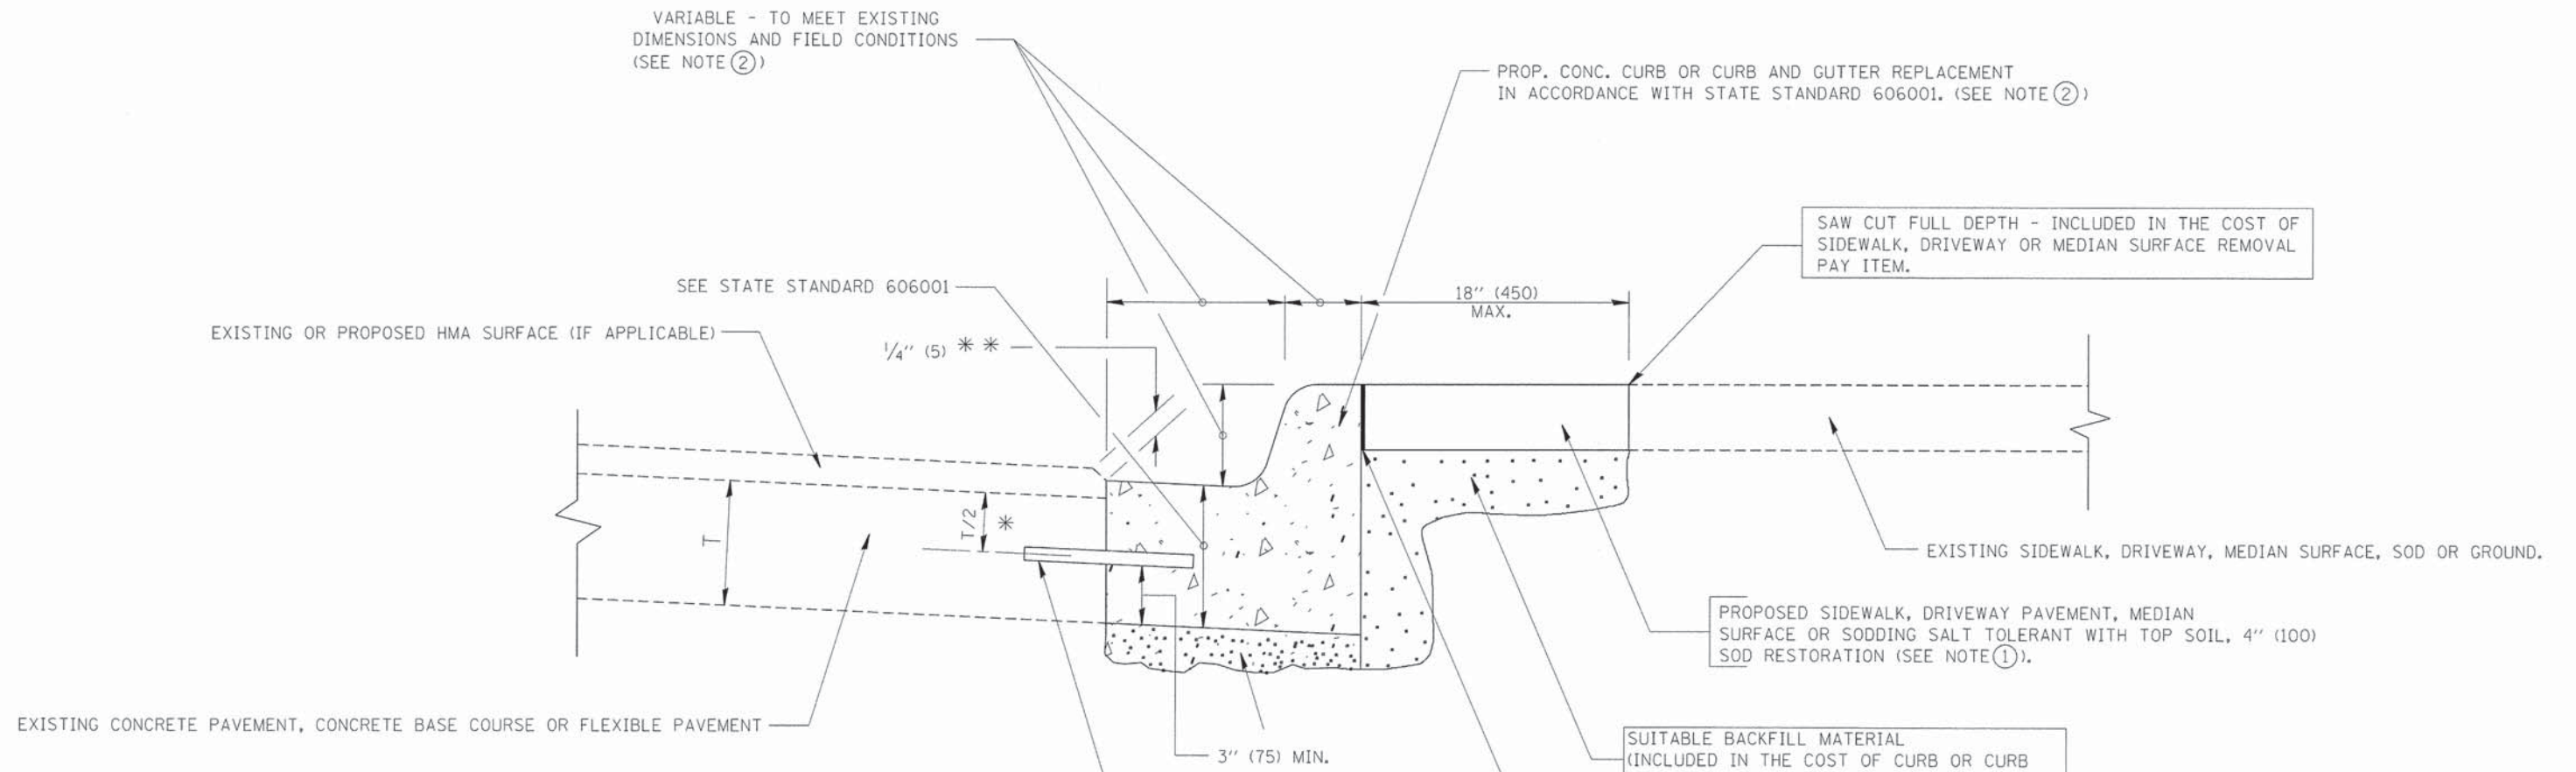 VARIABLE - TO MEET EXISTING
DIMENSIONS AND FIELD CONDITIONS
(SEE NOTE ②)
PROP. CONC. CURB OR CURB AND GUTTER REPLACEMENT
IN ACCORDANCE WITH STATE STANDARD 606001. (SEE NOTE ②)
SAW CUT FULL DEPTH - INCLUDED IN THE COST OF
SIDEWALK, DRIVEWAY OR MEDIAN SURFACE REMOVAL
PAY ITEM.
SEE STATE STANDARD 606001
18" (450)
MAX.
EXISTING OR PROPOSED HMA SURFACE (IF APPLICABLE)
1/4" (5) * *
T
T/2 *
EXISTING SIDEWALK, DRIVEWAY, MEDIAN SURFACE, SOD OR GROUND.
PROPOSED SIDEWALK, DRIVEWAY PAVEMENT, MEDIAN
SURFACE OR SODDING SALT TOLERANT WITH TOP SOIL, 4" (100)
SOD RESTORATION (SEE NOTE ①).
EXISTING CONCRETE PAVEMENT, CONCRETE BASE COURSE OR FLEXIBLE PAVEMENT
3" (75) MIN.
SUITABLE BACKFILL MATERIAL
(INCLUDED IN THE COST OF CURB OR CURB